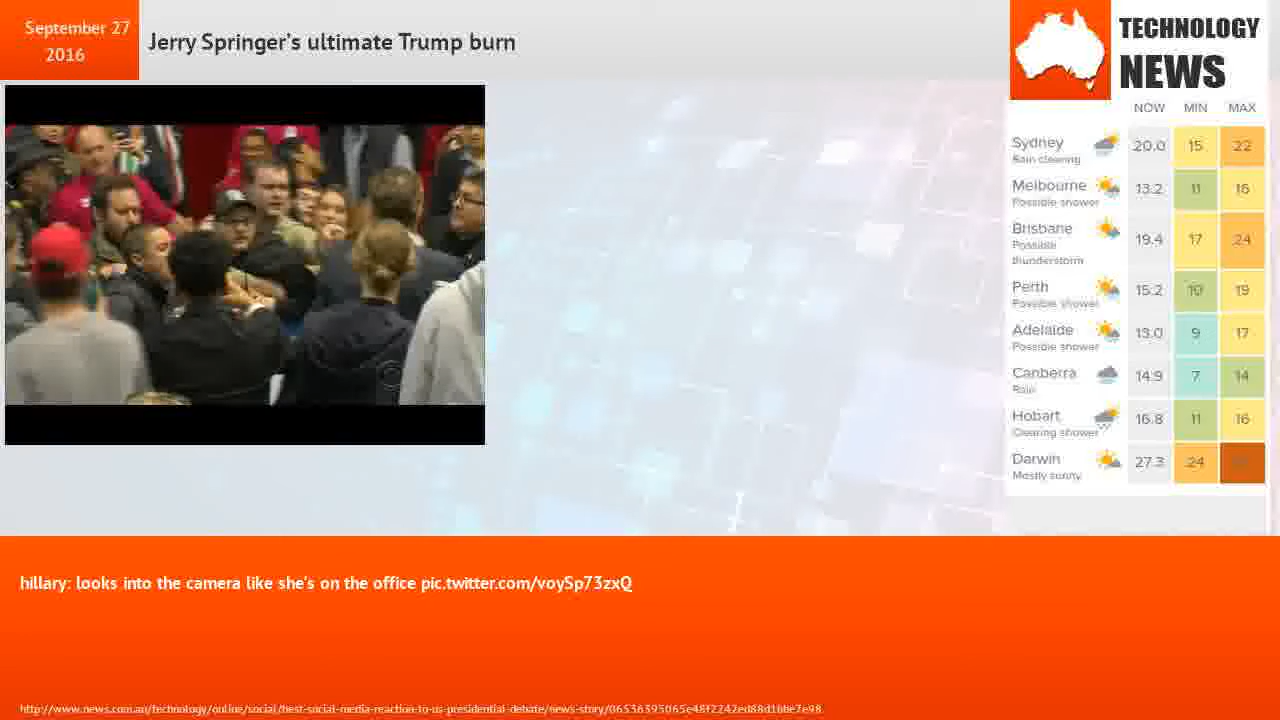 September 27
2016
Jerry Springer's ultimate Trump burn
TECHNOLOGY
NEWS
NOW MIN MAX
Sydney 20.0 15 22
Rain clearing
Melbourne 13.2 11 16
Possible shower
Brisbane 19.4 17 24
Possible
thunderstorm
Perth 15.2 10 19
Possible shower
Adelaide 13.0 9 17
Possible shower
Canberra 14.9 7 14
Rain
Hobart 16.8 11 16
Clearing shower
Darwin 27.3 24
Mostly sunny
hillary: looks into the camera like she's on the office pic.twitter.com/voySp73zxQ